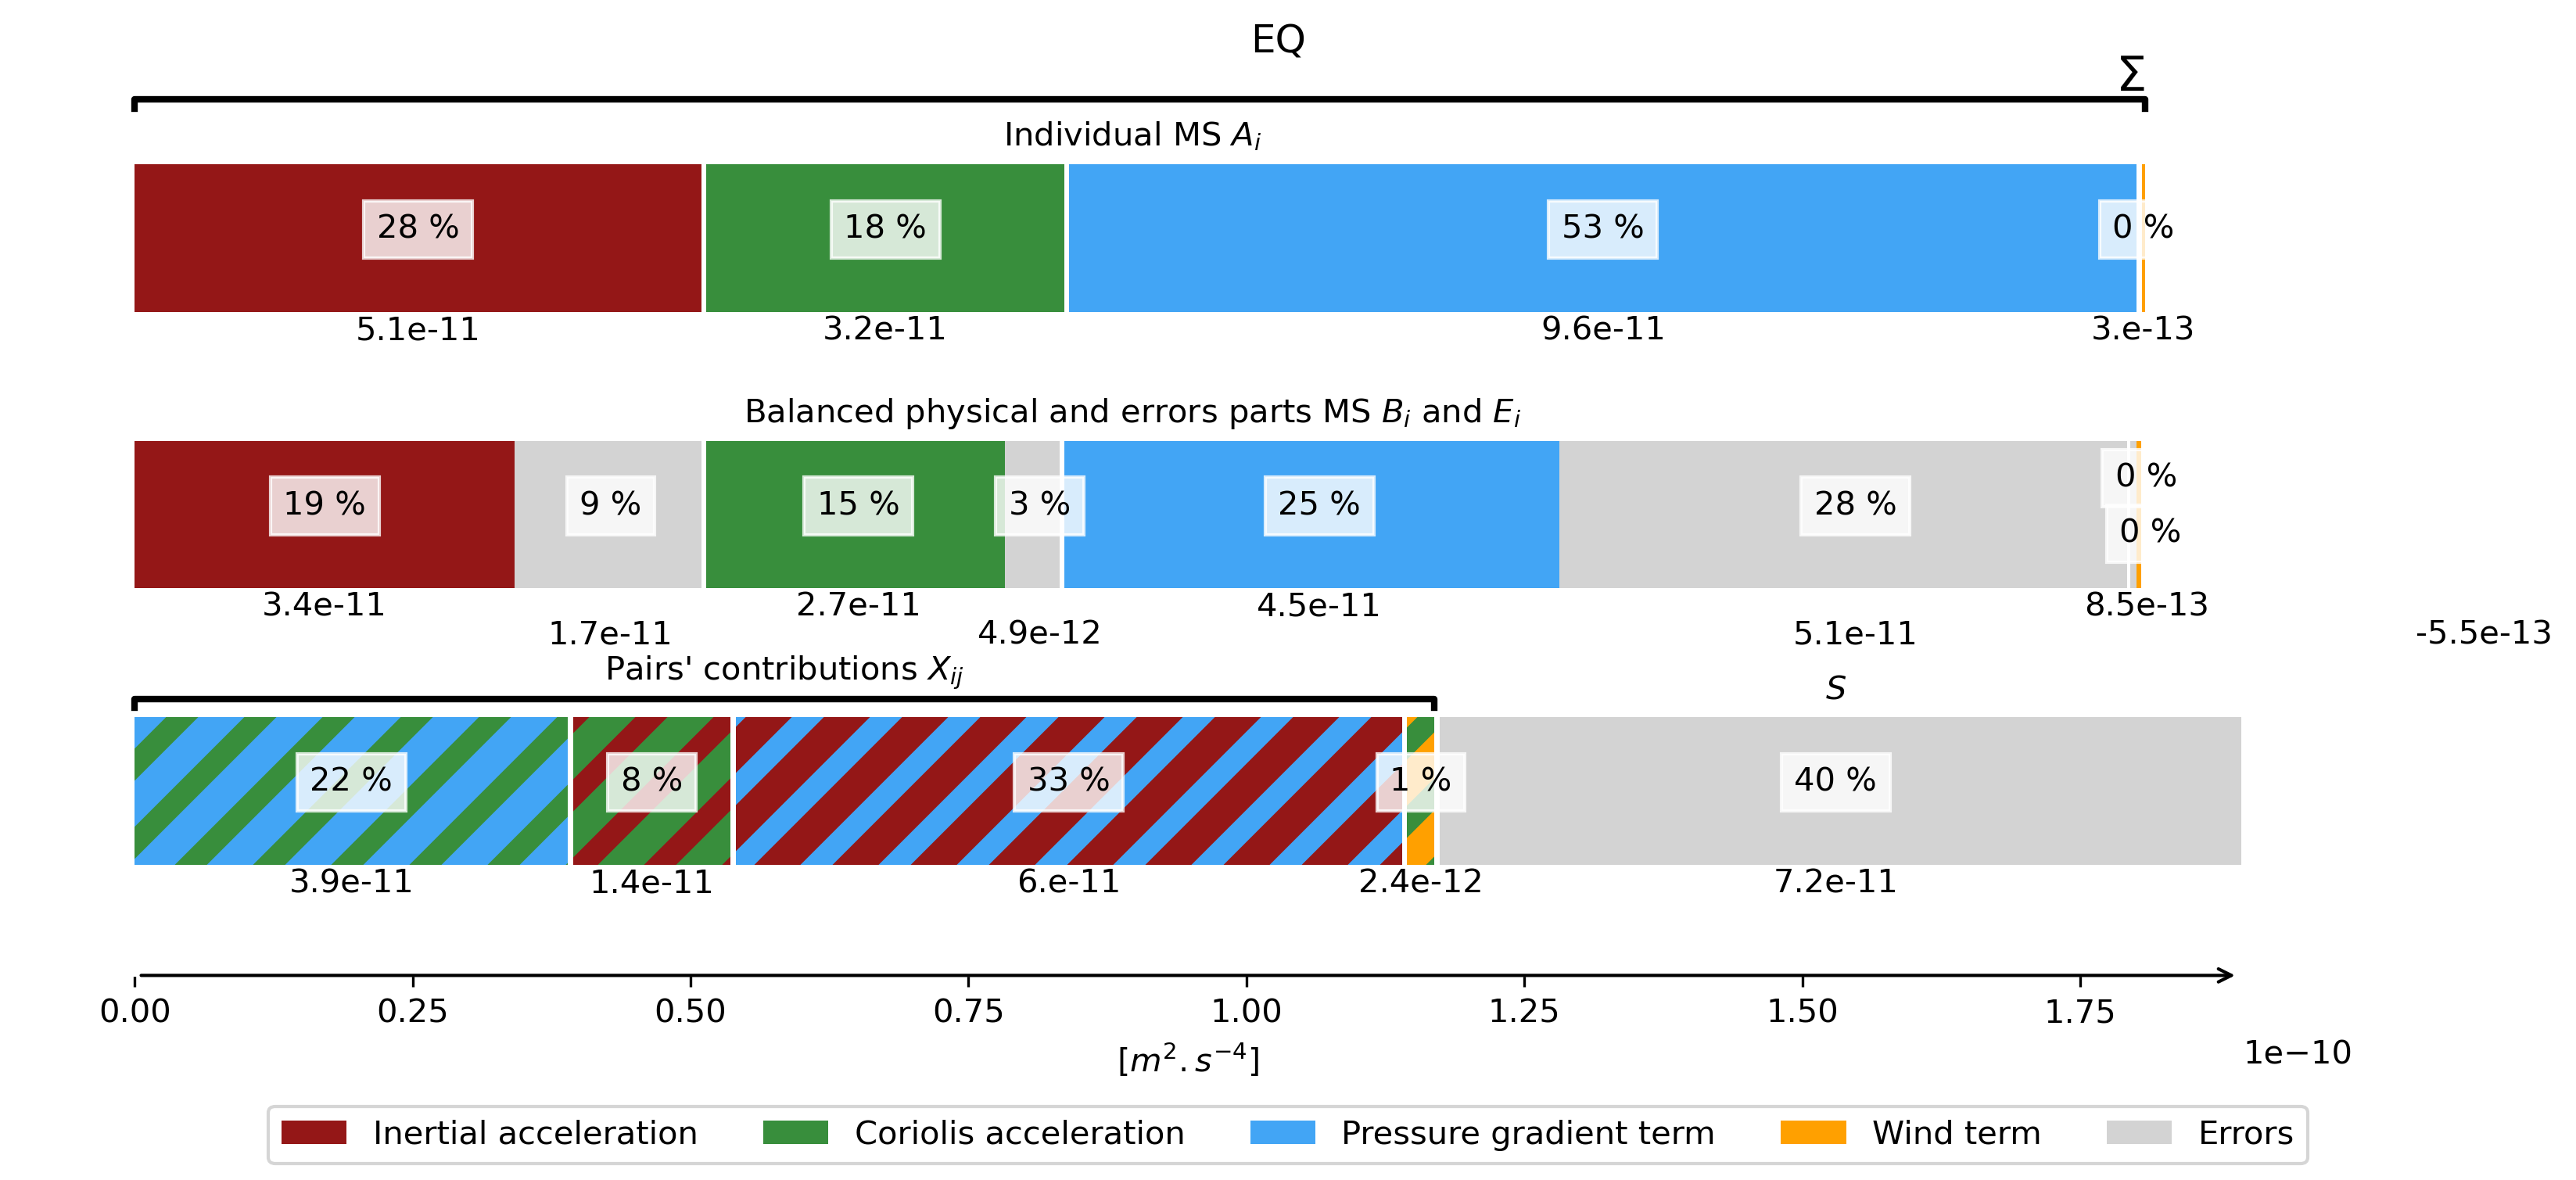 EQ
Σ
Individual MS A_i
28 % 18 % 53 % 0 %
5.1e-11 3.2e-11 9.6e-11 3.e-13
Balanced physical and errors parts MS B_i and E_i
0 %
19 % 9 % 15 % 3 % 25 % 28 %
0 %
3.4e-11 2.7e-11 4.5e-11 8.5e-13
1.7e-11 4.9e-12 5.1e-11 -5.5e-13
Pairs' contributions X_ij
S
22 % 8 % 33 % 1 % 40 %
3.9e-11 1.4e-11 6.e-11 2.4e-12 7.2e-11
0.00 0.25 0.50 0.75 1.00 1.25 1.50 1.75
1e−10
[m².s⁻⁴]
Inertial acceleration Coriolis acceleration Pressure gradient term Wind term Errors